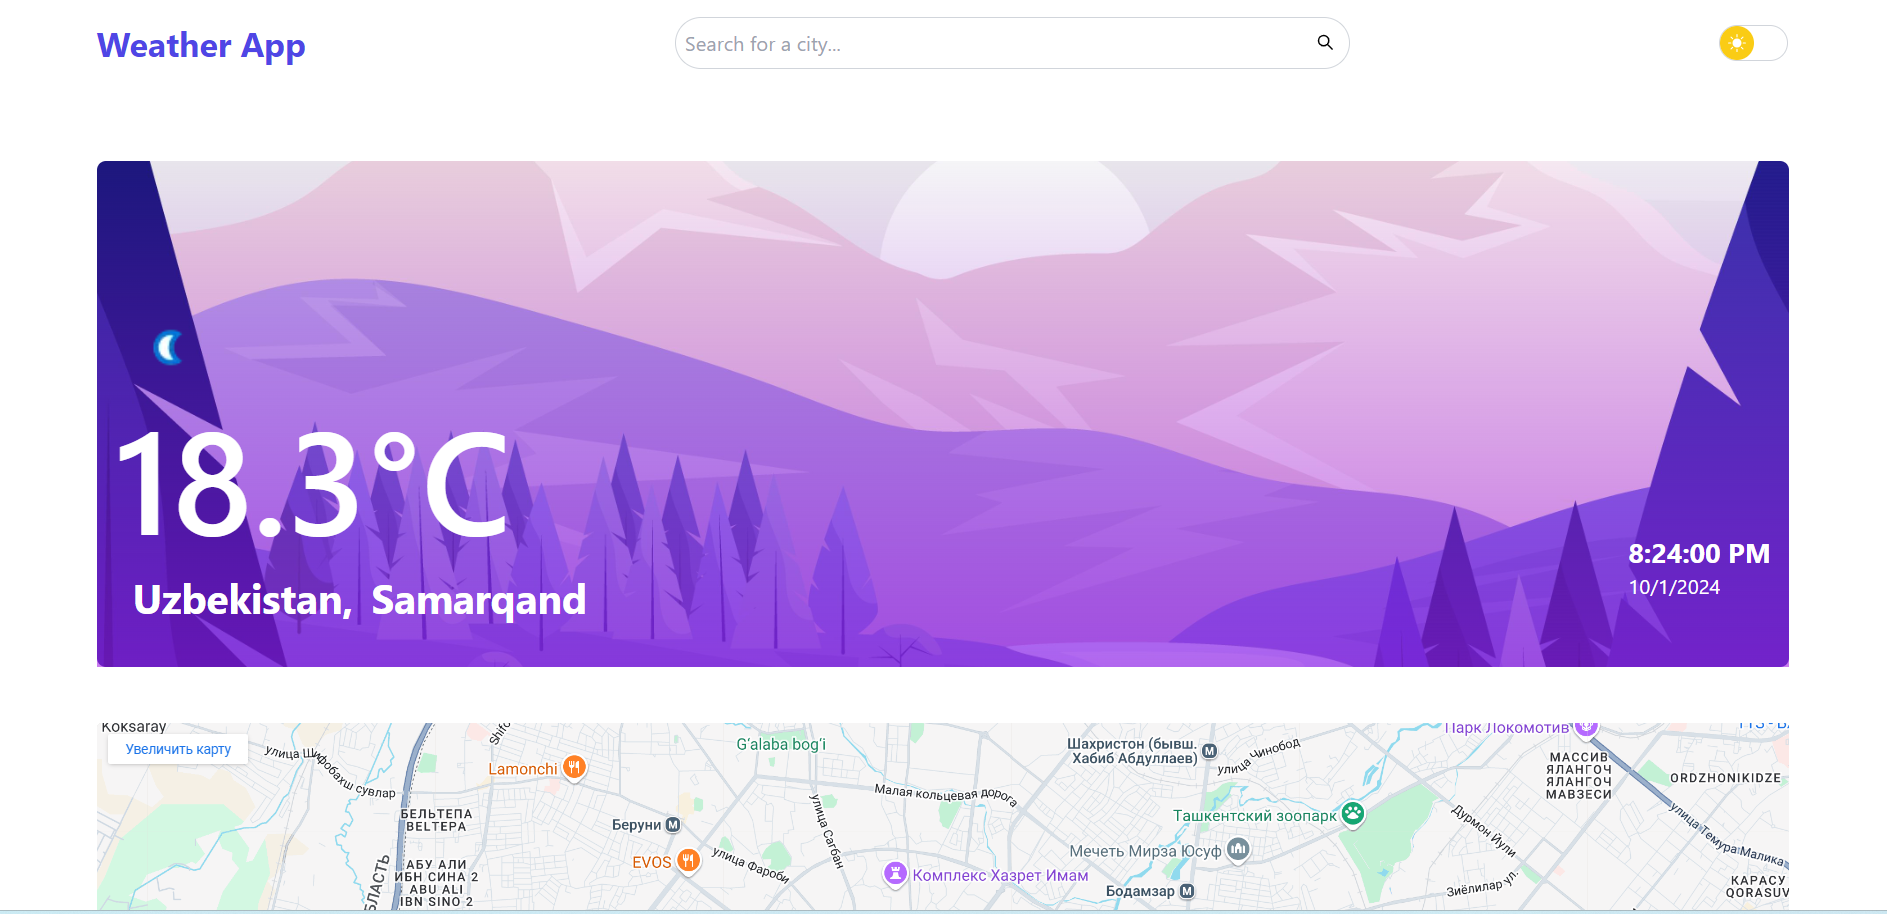 Weather App
Search for a city...
18.3°C
Uzbekistan, Samarqand
8:24:00 PM
10/1/2024
Koksaray
Увеличить карту
улица Шифобахш сувлар
Lamonchi
G'alaba bog'i
Шахристон (бывш.
Хабиб Абдуллаев)
улица Чинобод
Парк Локомотив
МАССИВ
ЯЛАНГОЧ
ЯЛАНГОЧ
МАВЗЕСИ
ORDZHONIKIDZE
БЕЛЬТЕПА
BELTEPA
Беруни
улица Сагбан
Малая кольцевая дорога
Ташкентский зоопарк
Дурмон Йули
улица Темура Малика
АБУ АЛИ
ИБН СИНА 2
ABU ALI
IBN SINO 2
EVOS
улица Фароби
Комплекс Хазрет Имам
Мечеть Мирза Юсуф
Бодамзар
Зиёлилар ул.
КАРАСУ
QORASUV